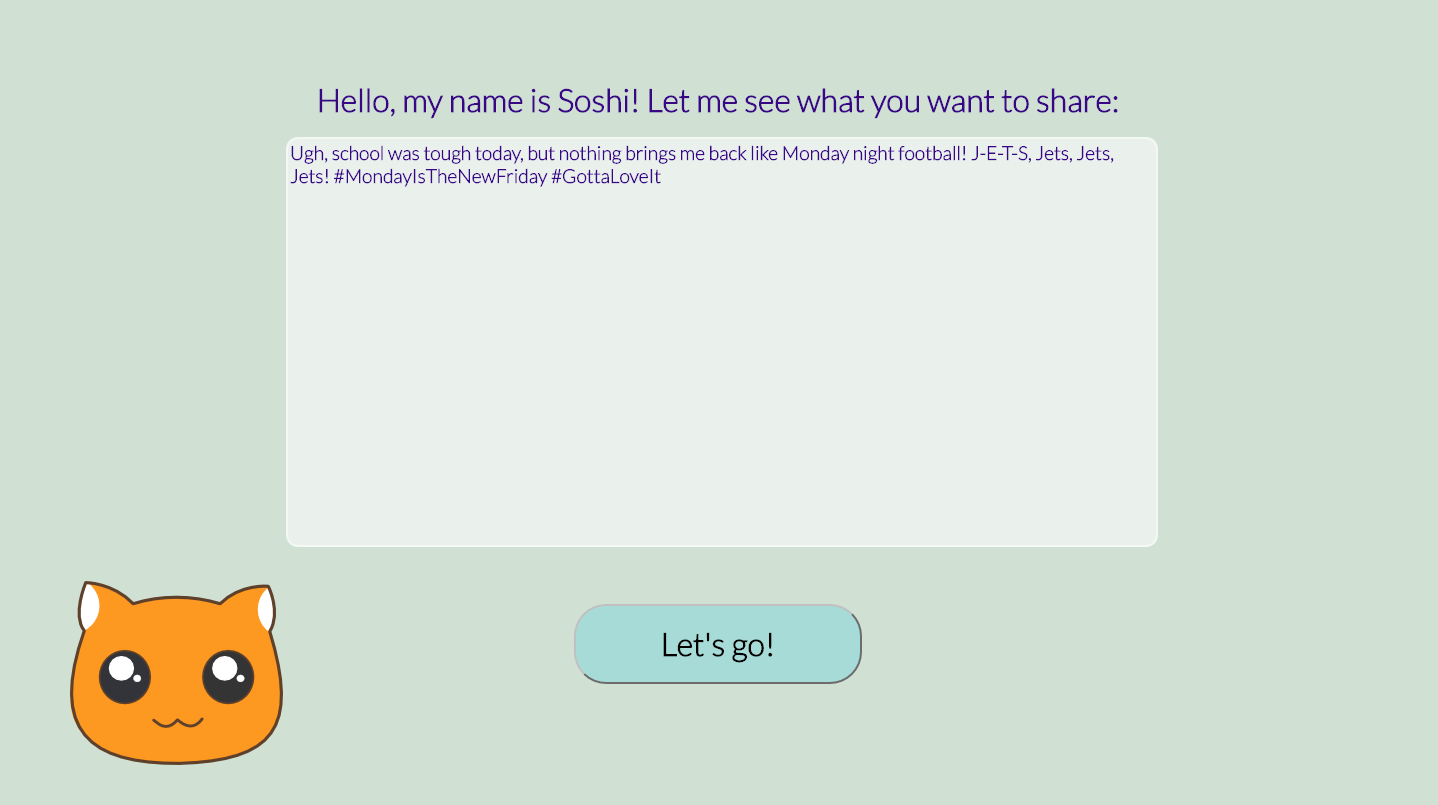 Hello, my name is Soshi! Let me see what you want to share:
Ugh, school was tough today, but nothing brings me back like Monday night football! J-E-T-S, Jets, Jets,
Jets! #MondayIsTheNewFriday #GottaLoveIt
Let's go!